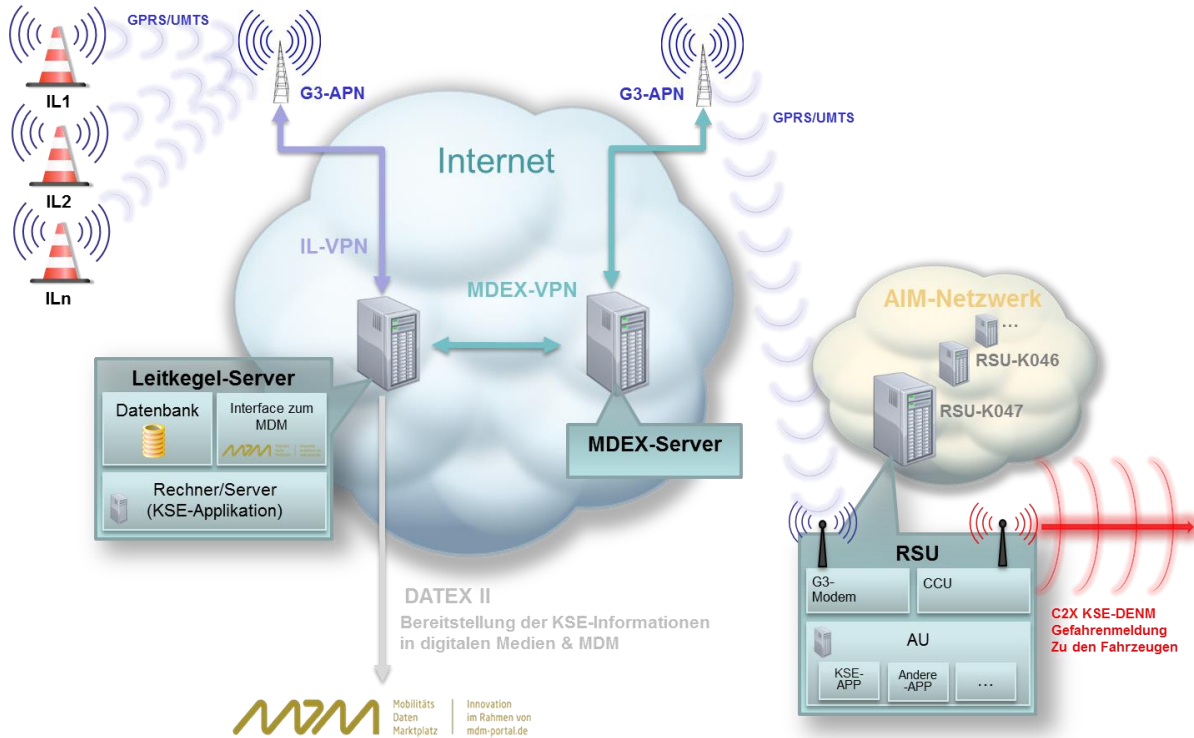 GPRS/UMTS
IL1
G3-APN
G3-APN
GPRS/UMTS
IL2
ILn
Internet
IL-VPN
MDEX-VPN
AIM-Netzwerk
...
RSU-K046
RSU-K047
Leitkegel-Server
Datenbank
Interface zum
MDM
MDM
Rechner/Server
(KSE-Applikation)
MDEX-Server
RSU
G3-
Modem
CCU
AU
KSE-
APP
Andere
-APP
...
C2X KSE-DENM
Gefahrenmeldung
Zu den Fahrzeugen
DATEX II
Bereitstellung der KSE-Informationen
in digitalen Medien & MDM
MDM
Mobilitäts
Daten
Marktplatz
Innovation
im Rahmen von
mdm-portal.de